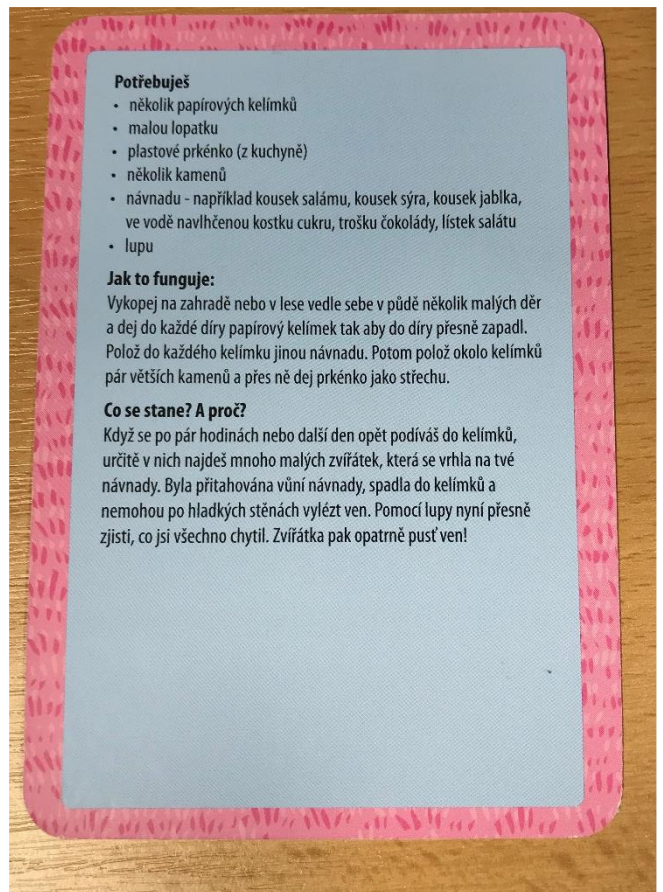 Potřebuješ
• několik papírových kelímků
• malou lopatku
• plastové prkénko (z kuchyně)
• několik kamenů
• návnadu - například kousek salámu, kousek sýra, kousek jablka,
ve vodě navlhčenou kostku cukru, trošku čokolády, lístek salátu
• lupu
Jak to funguje:
Vykopej na zahradě nebo v lese vedle sebe v půdě několik malých děr
a dej do každé díry papírový kelímek tak aby do díry přesně zapadl.
Polož do každého kelímku jinou návnadu. Potom polož okolo kelímků
pár větších kamenů a přes ně dej prkénko jako střechu.
Co se stane? A proč?
Když se po pár hodinách nebo další den opět podíváš do kelímků,
určitě v nich najdeš mnoho malých zvířátek, která se vrhla na tvé
návnady. Byla přitahována vůní návnady, spadla do kelímků a
nemohou po hladkých stěnách vylézt ven. Pomocí lupy nyní přesně
zjisti, co jsi všechno chytil. Zvířátka pak opatrně pusť ven!